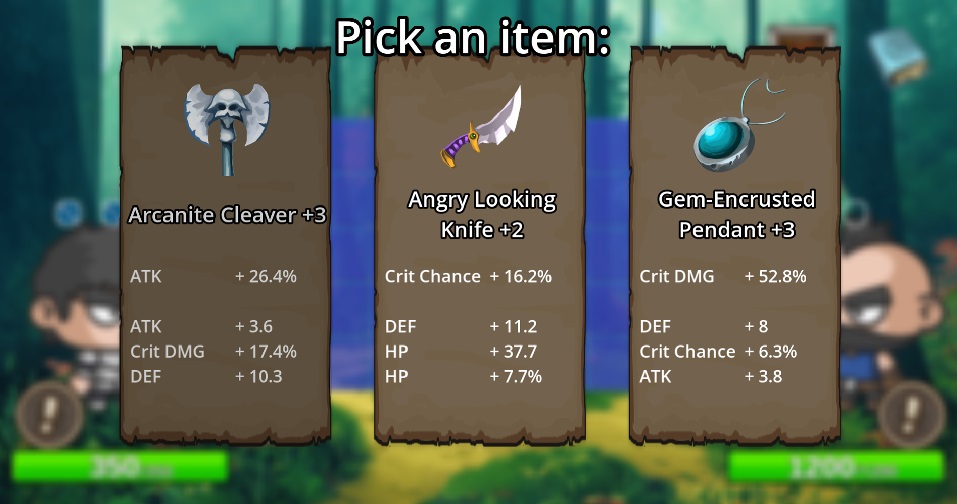 Pick an item:
Arcanite Cleaver +3
ATK + 26.4%
ATK + 3.6
Crit DMG + 17.4%
DEF + 10.3
Angry Looking
Knife +2
Crit Chance + 16.2%
DEF + 11.2
HP + 37.7
HP + 7.7%
Gem-Encrusted
Pendant +3
Crit DMG + 52.8%
DEF + 8
Crit Chance + 6.3%
ATK + 3.8
350
1200